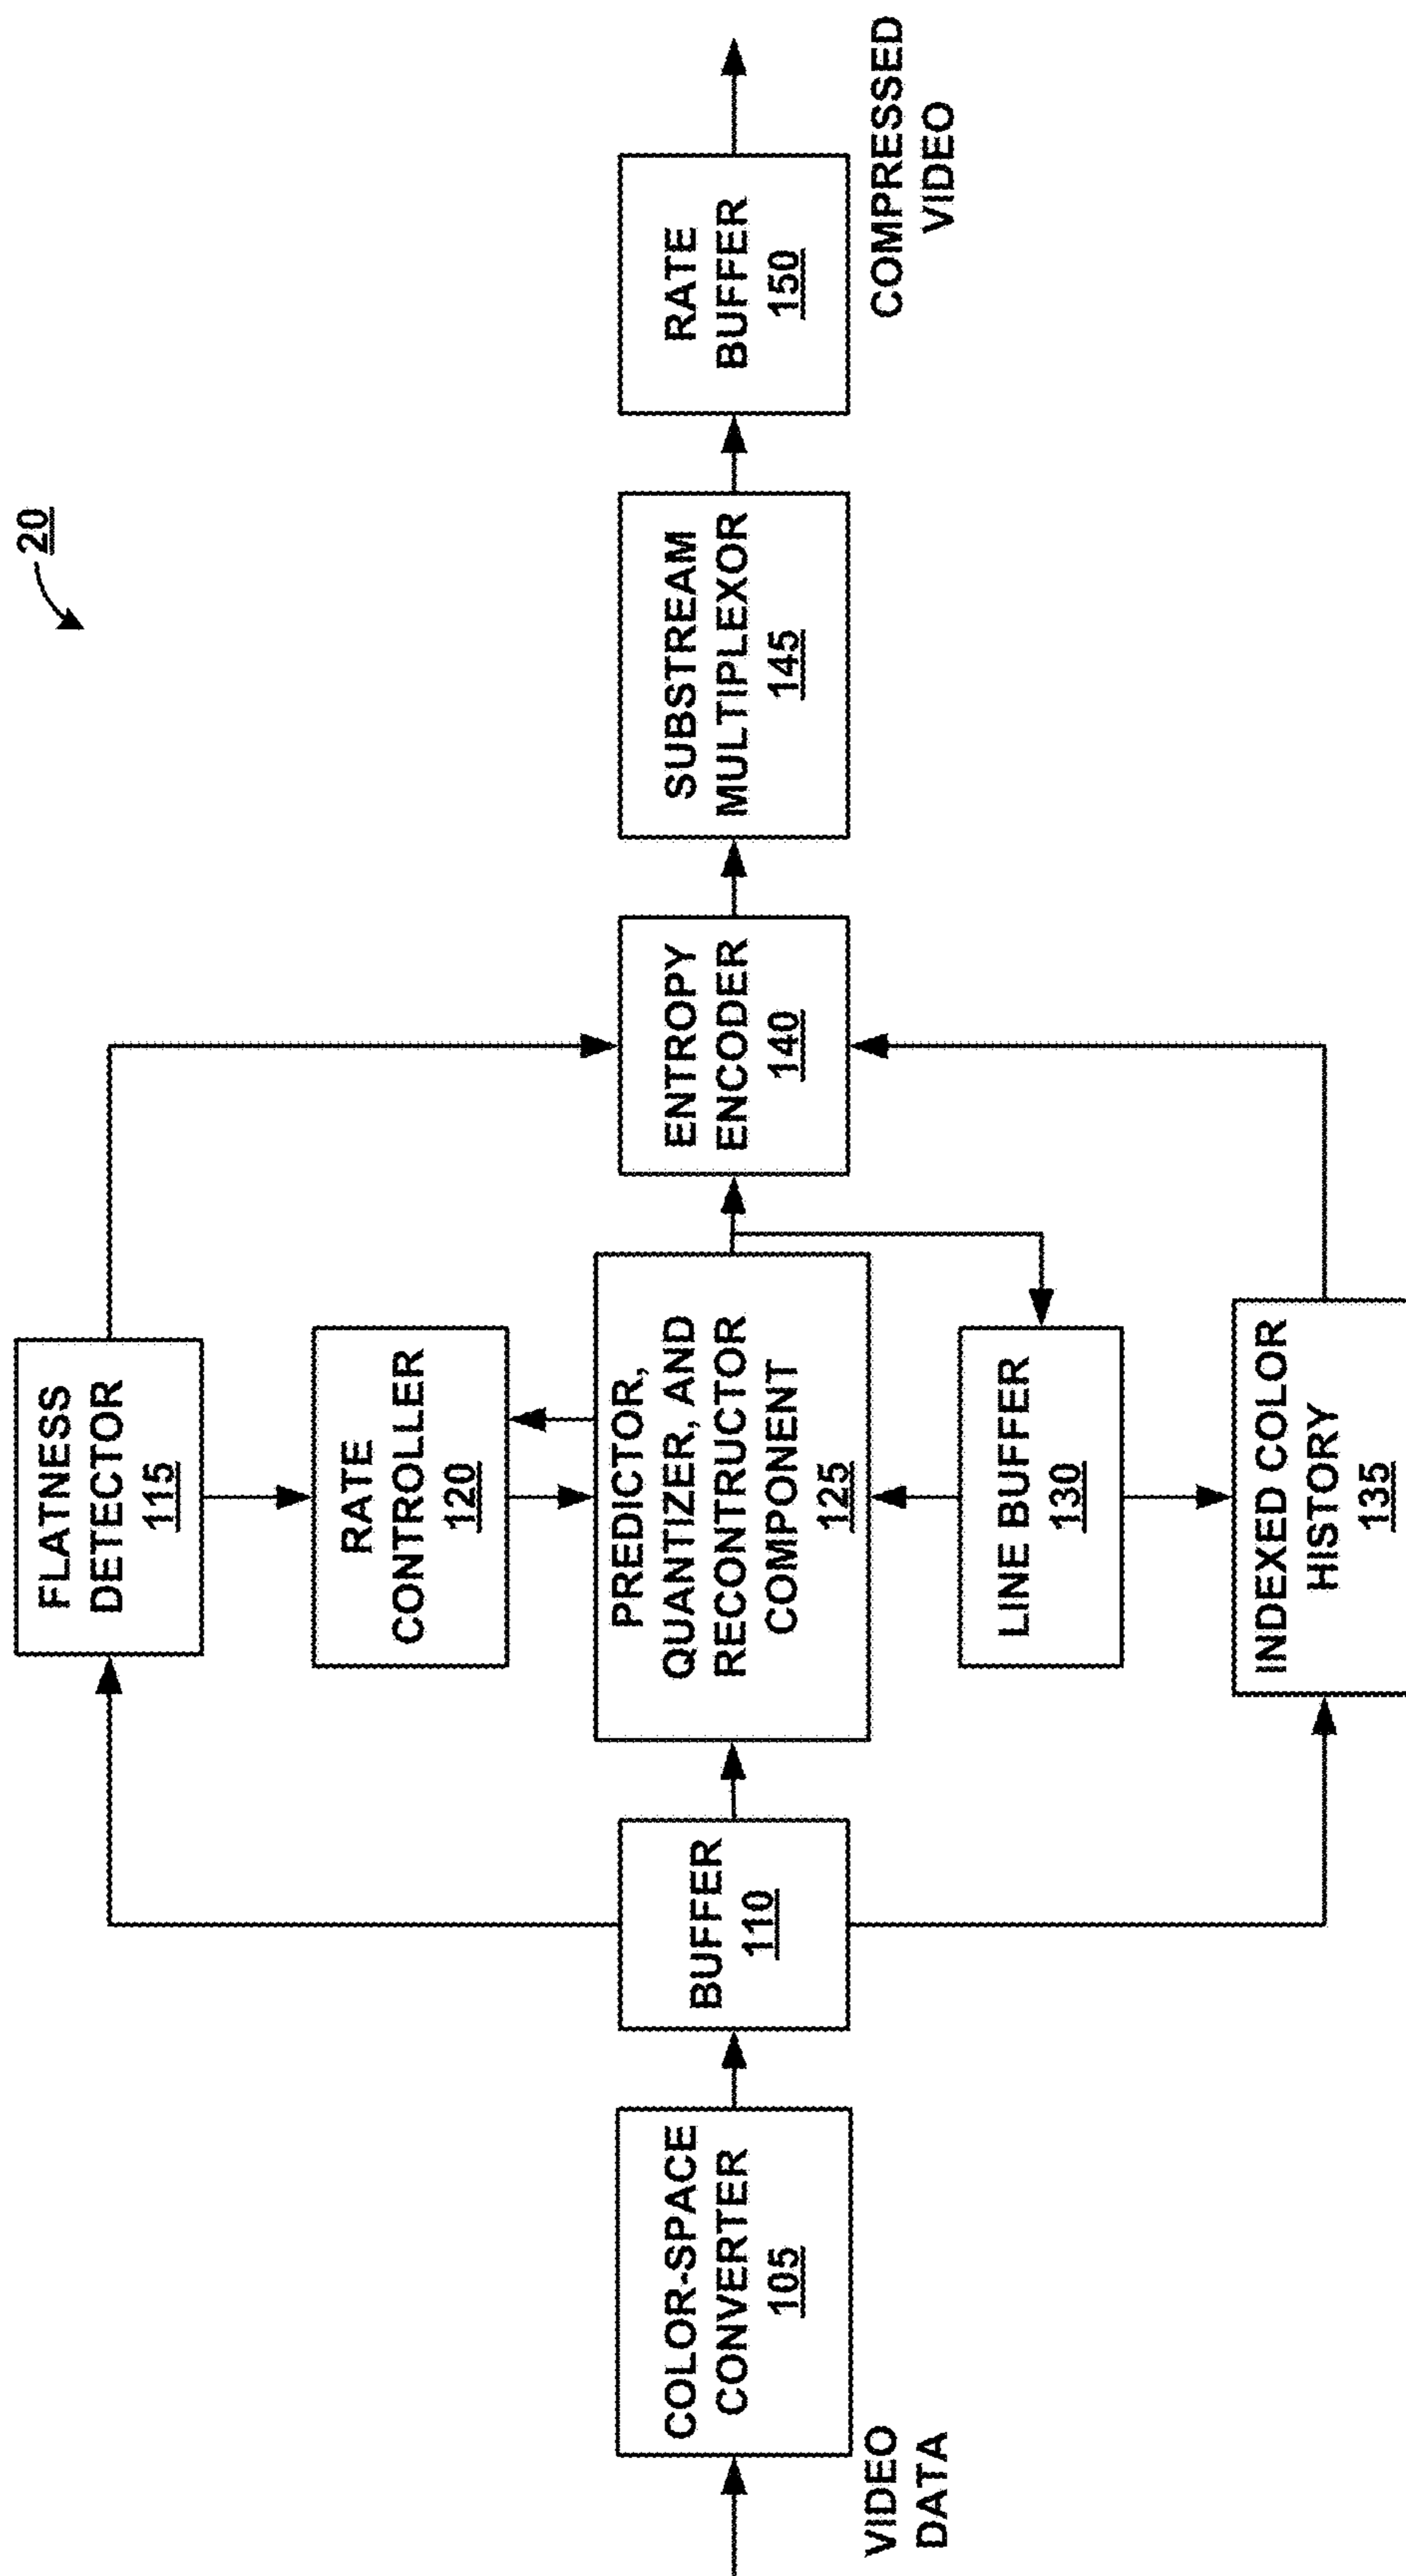 20
FLATNESS
DETECTOR
115
RATE
CONTROLLER
120
VIDEO
DATA
COLOR-SPACE
CONVERTER
105
BUFFER
110
PREDICTOR,
QUANTIZER, AND
RECONTRUCTOR
COMPONENT
125
ENTROPY
ENCODER
140
SUBSTREAM
MULTIPLEXOR
145
RATE
BUFFER
150
COMPRESSED
VIDEO
LINE BUFFER
130
INDEXED COLOR
HISTORY
135